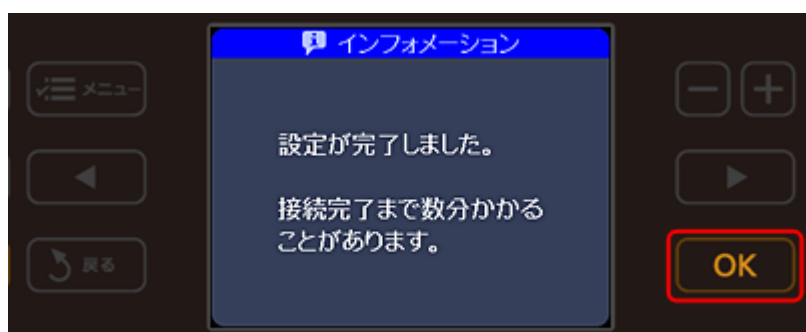 インフォメーション
メニュー
設定が完了しました。
接続完了まで数分かかる
ことがあります。
戻る
OK